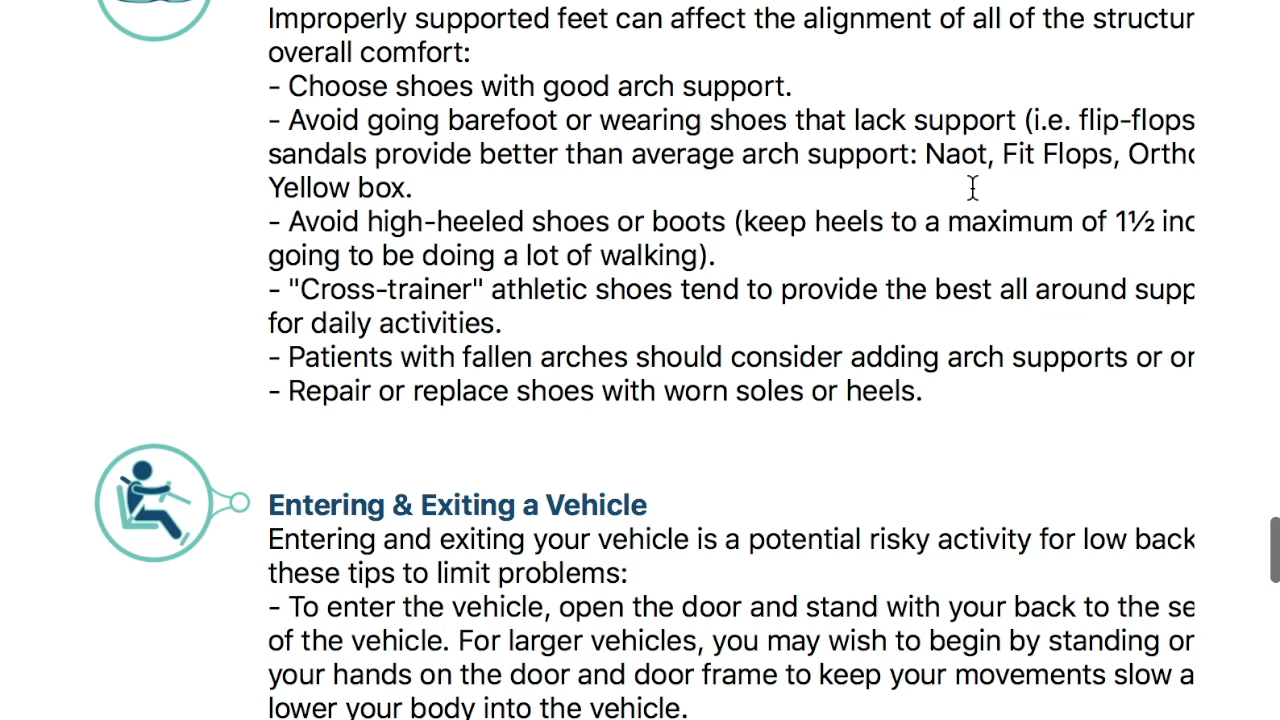 Improperly supported feet can affect the alignment of all of the
overall comfort:
- Choose shoes with good arch support.
- Avoid going barefoot or wearing shoes that lack support (i.e. flip-flops
sandals provide better than average arch support: Naot, Fit Flops,
Yellow box.
- Avoid high-heeled shoes or boots (keep heels to a maximum of 1½
going to be doing a lot of walking).
- "Cross-trainer" athletic shoes tend to provide the best all around
for daily activities.
- Patients with fallen arches should consider adding arch supports or
- Repair or replace shoes with worn soles or heels.
Entering & Exiting a Vehicle
Entering and exiting your vehicle is a potential risky activity for low back
these tips to limit problems:
- To enter the vehicle, open the door and stand with your back to the
of the vehicle. For larger vehicles, you may wish to begin by standing
your hands on the door and door frame to keep your movements slow
lower your body into the vehicle.